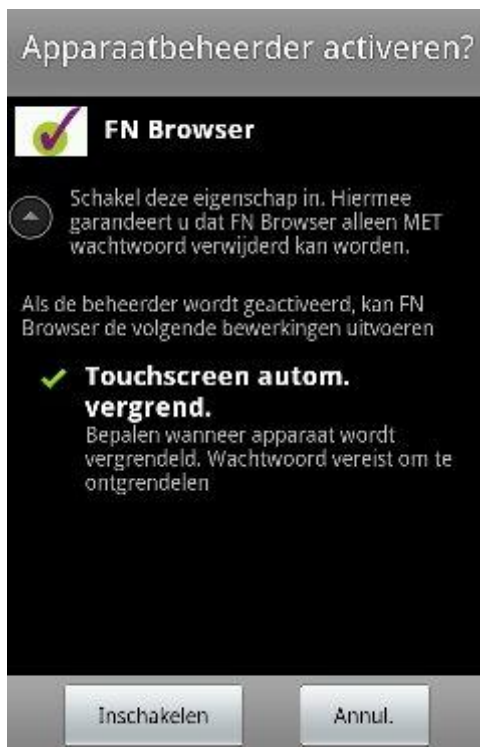 Apparaatbeheerder activeren?
FN Browser
Schakel deze eigenschap in. Hiermee
garandeert u dat FN Browser alleen MET
wachtwoord verwijderd kan worden.
Als de beheerder wordt geactiveerd, kan FN
Browser de volgende bewerkingen uitvoeren
Touchscreen autom.
vergrend.
Bepalen wanneer apparaat wordt
vergrendeld. Wachtwoord vereist om te
ontgrendelen
Inschakelen
Annul.